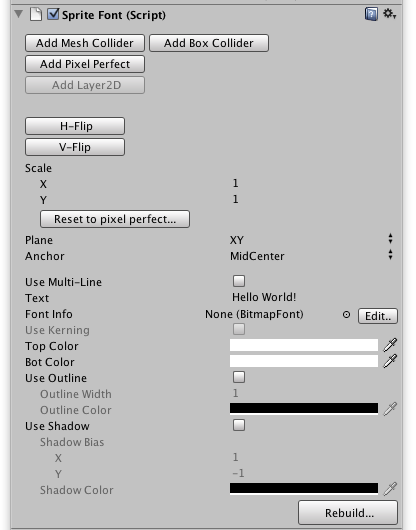 Sprite Font (Script)
Add Mesh Collider Add Box Collider
Add Pixel Perfect
Add Layer2D
H-Flip
V-Flip
Scale
X 1
Y 1
Reset to pixel perfect...
Plane XY
Anchor MidCenter
Use Multi-Line
Text Hello World!
Font Info None (BitmapFont) Edit..
Use Kerning
Top Color
Bot Color
Use Outline
Outline Width 1
Outline Color
Use Shadow
Shadow Bias
X 1
Y -1
Shadow Color
Rebuild...